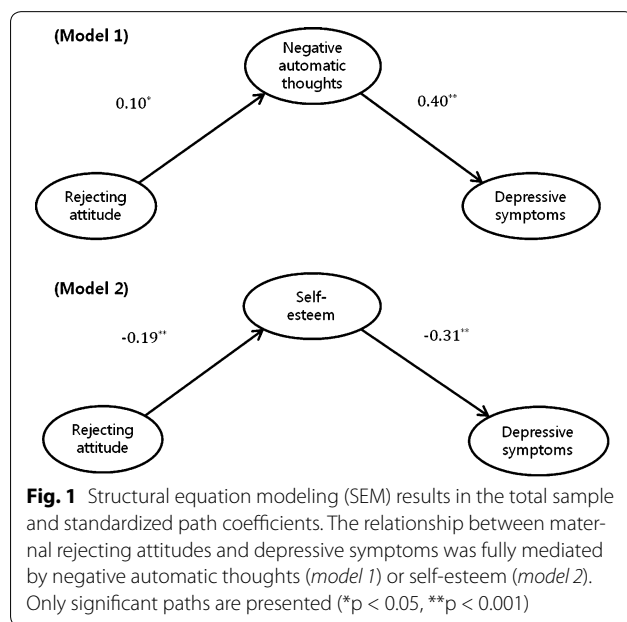 (Model 1)
Negative
automatic
thoughts
0.10*
0.40**
Rejecting
attitude
Depressive
symptoms
(Model 2)
Self-
esteem
-0.19**
-0.31**
Rejecting
attitude
Depressive
symptoms
Fig. 1 Structural equation modeling (SEM) results in the total sample
and standardized path coefficients. The relationship between mater-
nal rejecting attitudes and depressive symptoms was fully mediated
by negative automatic thoughts (model 1) or self-esteem (model 2).
Only significant paths are presented (*p < 0.05, **p < 0.001)